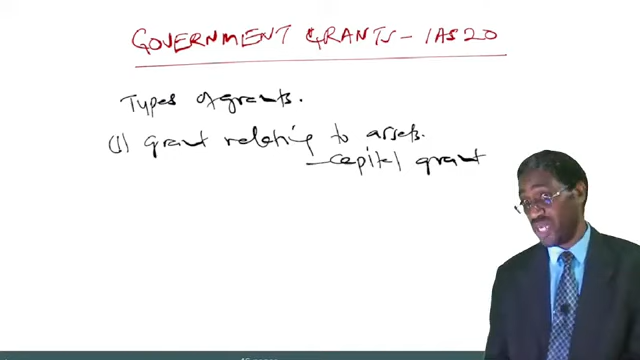 GOVERNMENT GRANTS - IAS 20
Types of grants.
(1) grant relating to assets.
- capital grant